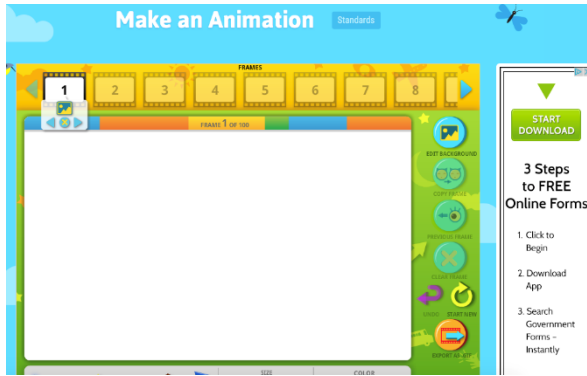 Make an Animation
Standards
FRAMES
1 2 3 4 5 6 7 8
FRAME 1 OF 100
EDIT BACKGROUND
COPY FRAME
PREVIOUS FRAME
CLEAR FRAME
UNDO START NEW
EXPORT AS GIF
SIZE COLOR
START
DOWNLOAD
3 Steps
to FREE
Online Forms
1. Click to
Begin
2. Download
App
3. Search
Government
Forms -
Instantly